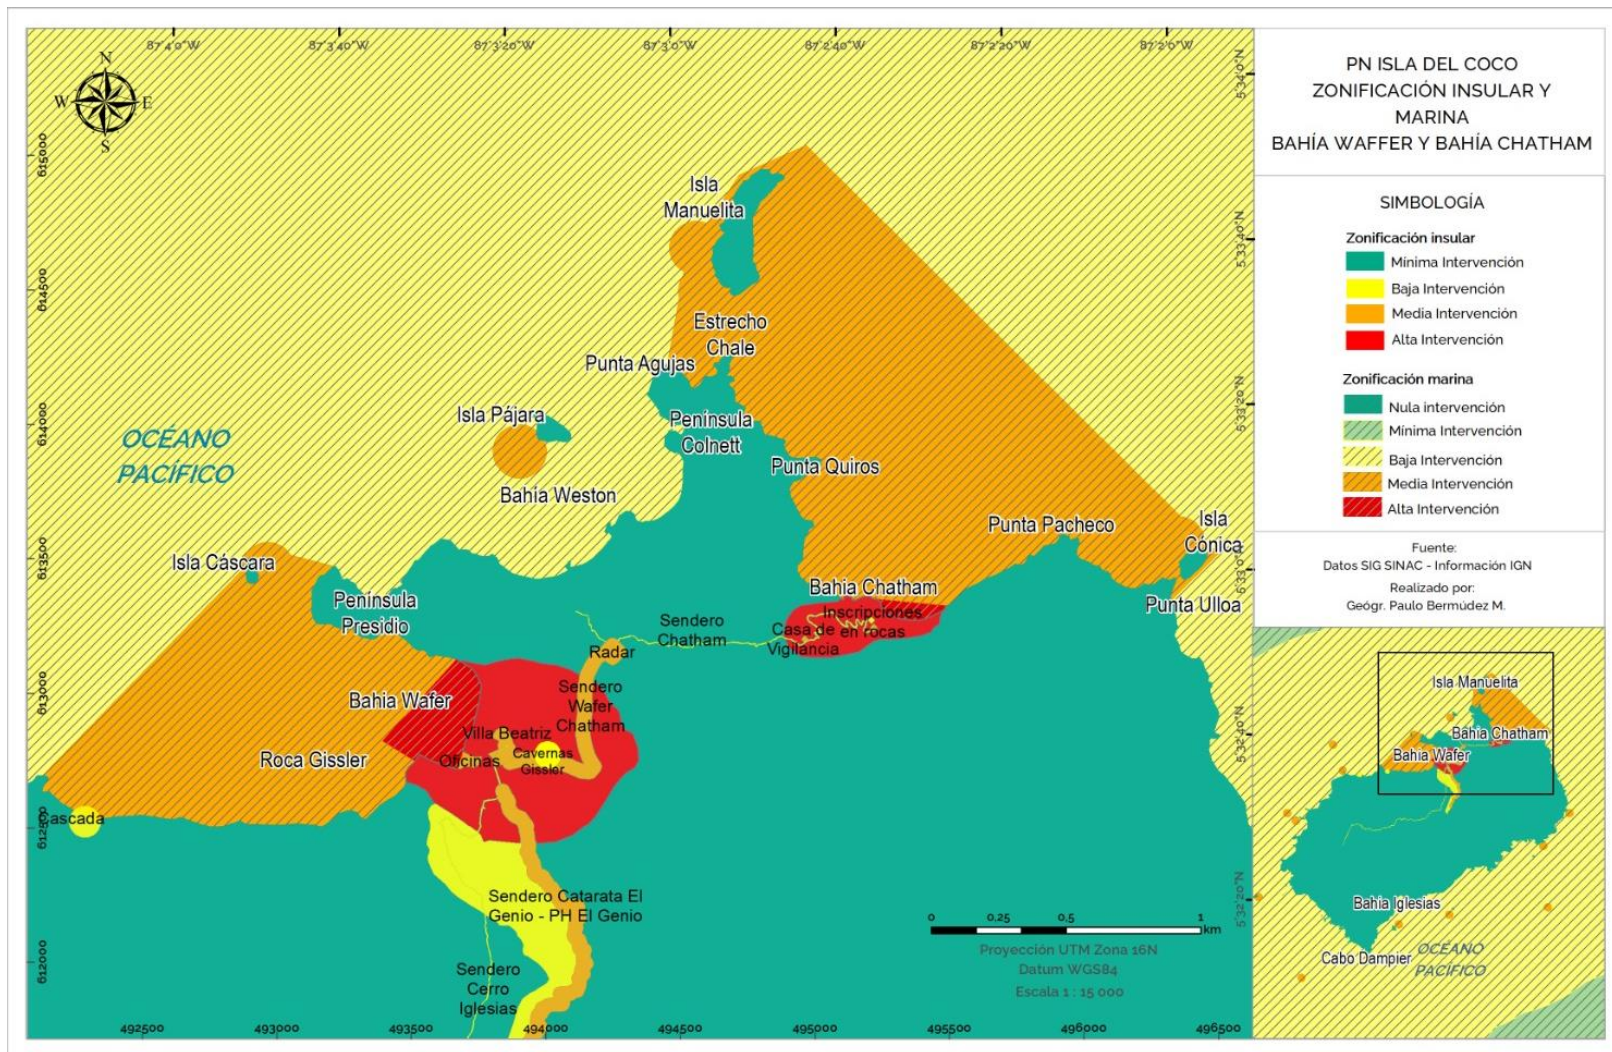 87°4'0"W
87°3'40"W
87°3'20"W
87°3'0"W
87°2'40"W
87°2'20"W
87°2'0"W
N
W
E
S
5°34'0"N
5°33'40"N
5°33'20"N
5°33'0"N
5°32'40"N
5°32'20"N
615000
614500
614000
613500
613000
612500
612000
Isla
Manuelita
Estrecho
Chale
Punta Agujas
Isla Pájara
Península
Colnett
OCÉANO
PACÍFICO
Punta Quiros
Bahía Weston
Punta Pacheco
Isla
Cónica
Isla Cáscara
Península
Presidio
Bahia Chatham
Punta Ulloa
Inscripciones
en rocas
Casa de
Vigilancia
Sendero
Chatham
Radar
Bahia Wafer
Sendero
Wafer
Chatham
Villa Beatriz
Roca Gissler
Oficinas
Cavernas
Gissler
Cascada
Sendero Catarata El
Genio - PH El Genio
Sendero
Cerro
Iglesias
0
0,25
0,5
1
km
Proyección UTM Zona 16N
Datum WGS84
Escala 1 : 15 000
492500
493000
493500
494000
494500
495000
495500
496000
496500
PN ISLA DEL COCO
ZONIFICACIÓN INSULAR Y
MARINA
BAHÍA WAFFER Y BAHÍA CHATHAM
SIMBOLOGÍA
Zonificación insular
Mínima Intervención
Baja Intervención
Media Intervención
Alta Intervención
Zonificación marina
Nula intervención
Mínima Intervención
Baja Intervención
Media Intervención
Alta Intervención
Fuente:
Datos SIG SINAC - Información IGN
Realizado por:
Geógr. Paulo Bermúdez M.
Isla Manuelita
Bahia Chatham
Bahia Wafer
Bahia Iglesias
OCÉANO
PACÍFICO
Cabo Dampier